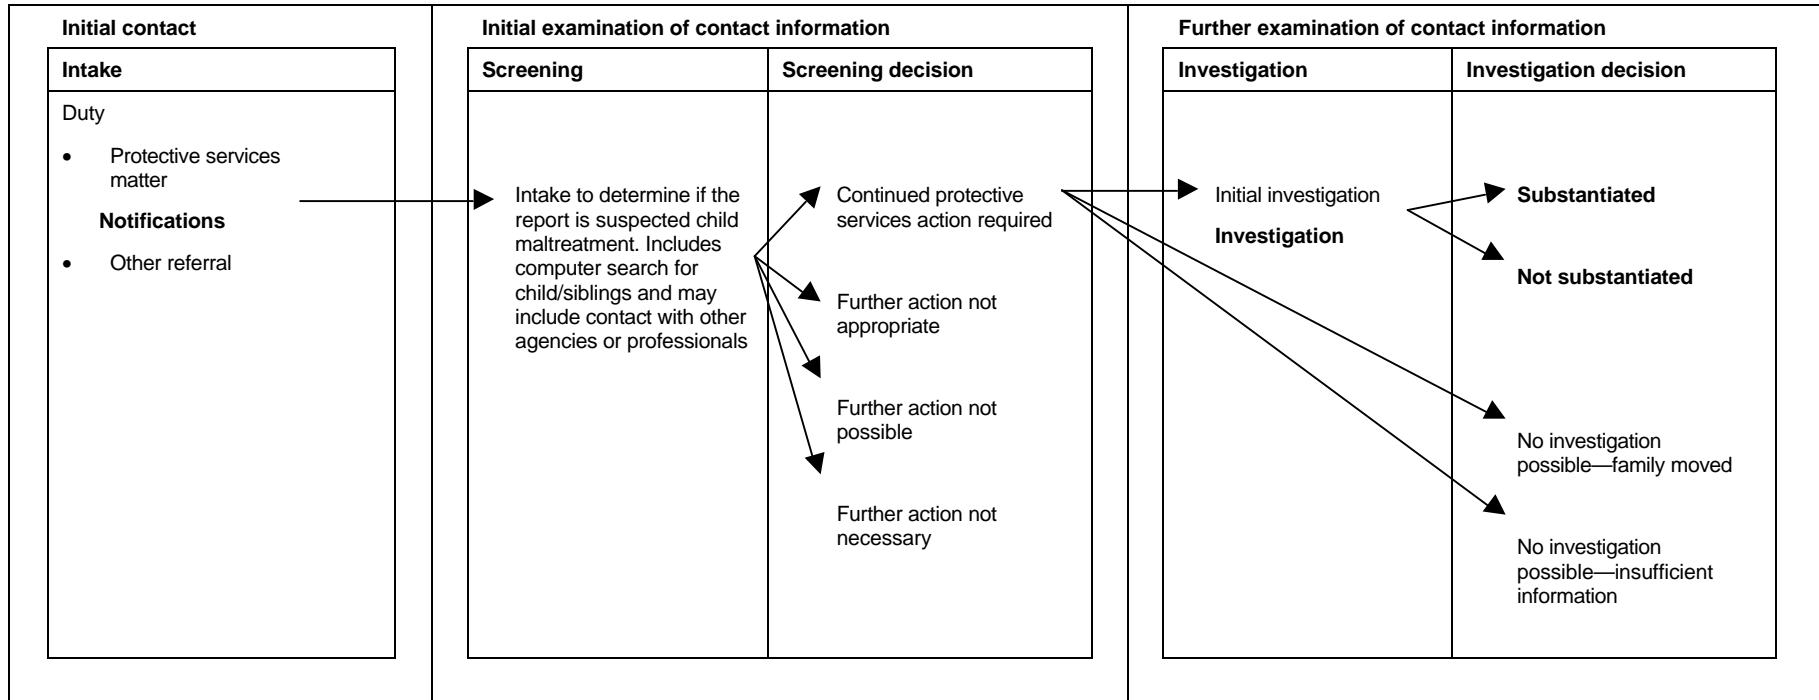 Initial contact
Intake
Duty
• Protective services
matter
Notifications
• Other referral
Initial examination of contact information
Screening
Intake to determine if the
report is suspected child
maltreatment. Includes
computer search for
child/siblings and may
include contact with other
agencies or professionals
Screening decision
Continued protective
services action required
Further action not
appropriate
Further action not
possible
Further action not
necessary
Further examination of contact information
Investigation
Initial investigation
Investigation
Investigation decision
Substantiated
Not substantiated
No investigation
possible—family moved
No investigation
possible—insufficient
information